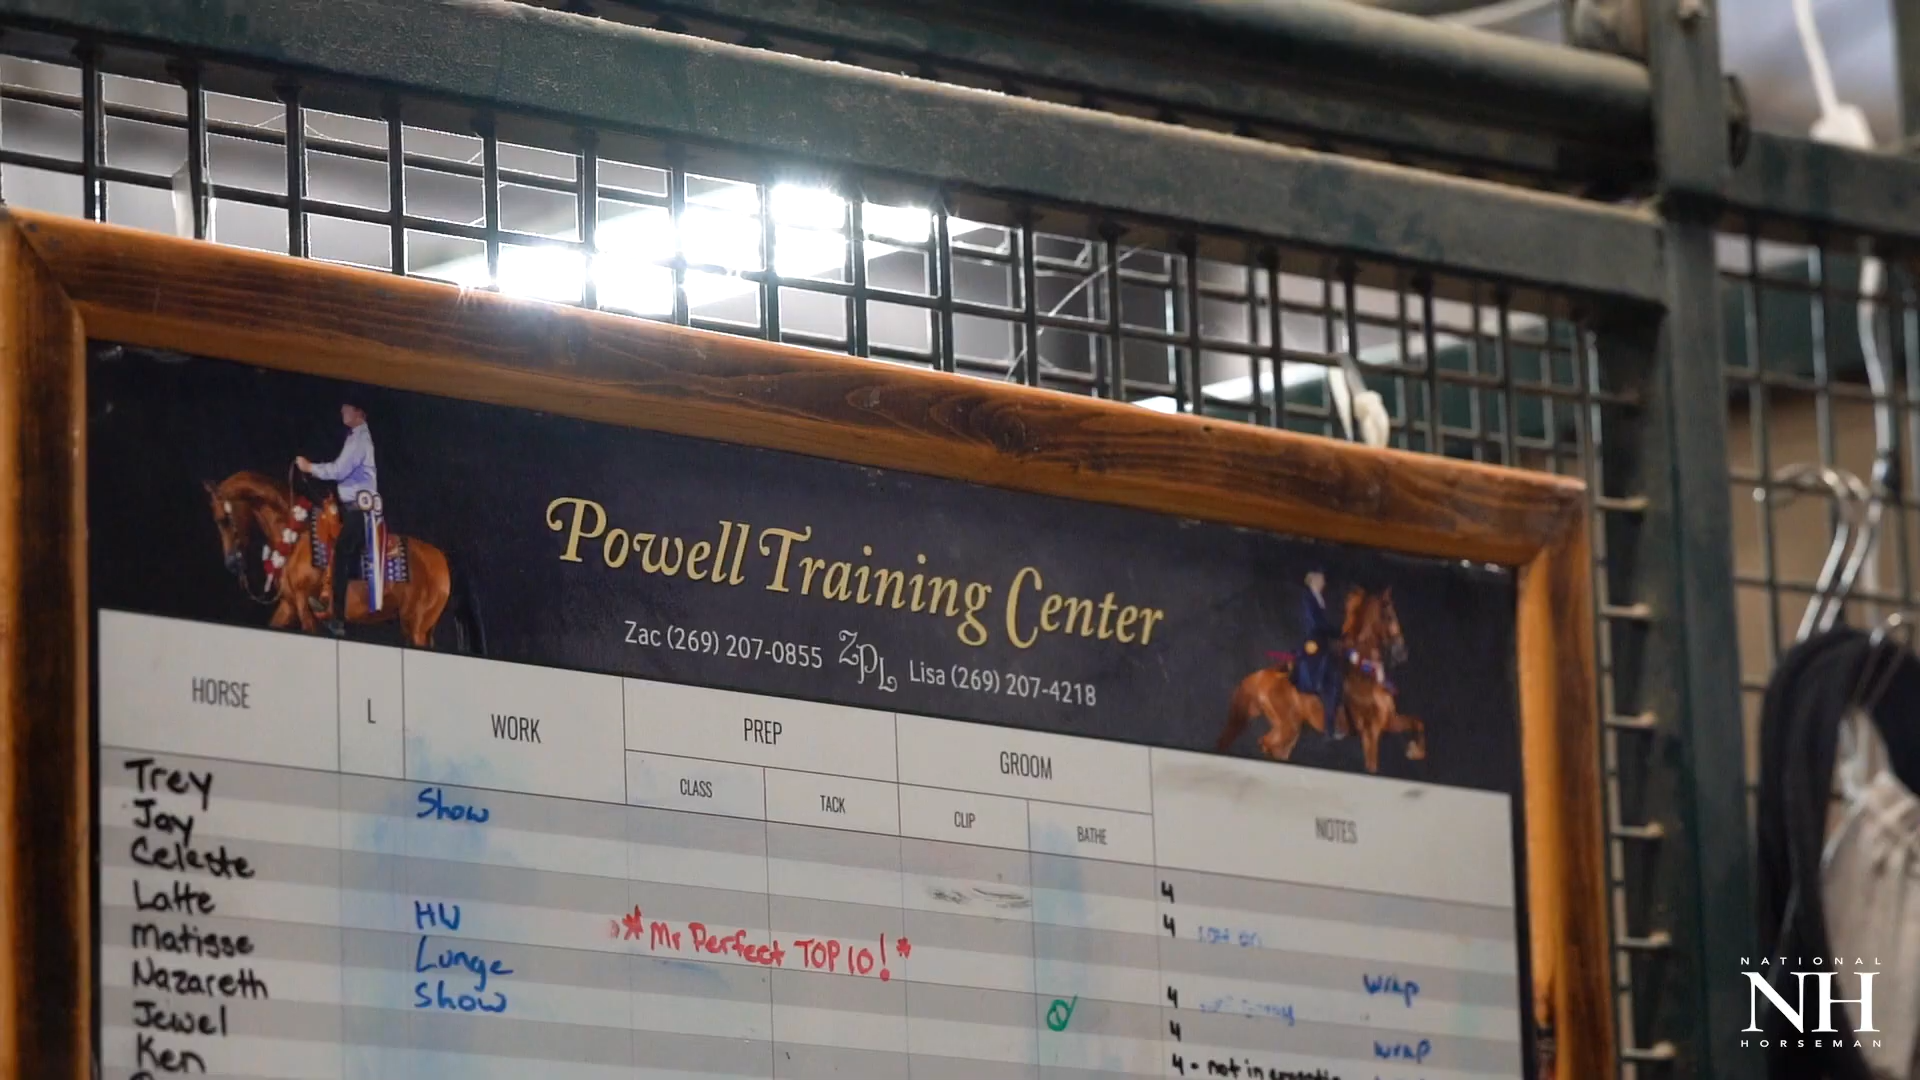 Powell Training Center
Zac (269) 207-0855 ZPL Lisa (269) 207-4218
HORSE L WORK PREP GROOM NOTES
CLASS TACK CLIP BATHE
Trey Show
Jay 4
Celeste 4
Latte HW *Mr Perfect TOP 10!*
Matisse Lunge wrap
Nazareth Show 4
Jewel 4 wrap
Ken 4 - not in
NATIONAL
NH
HORSEMAN